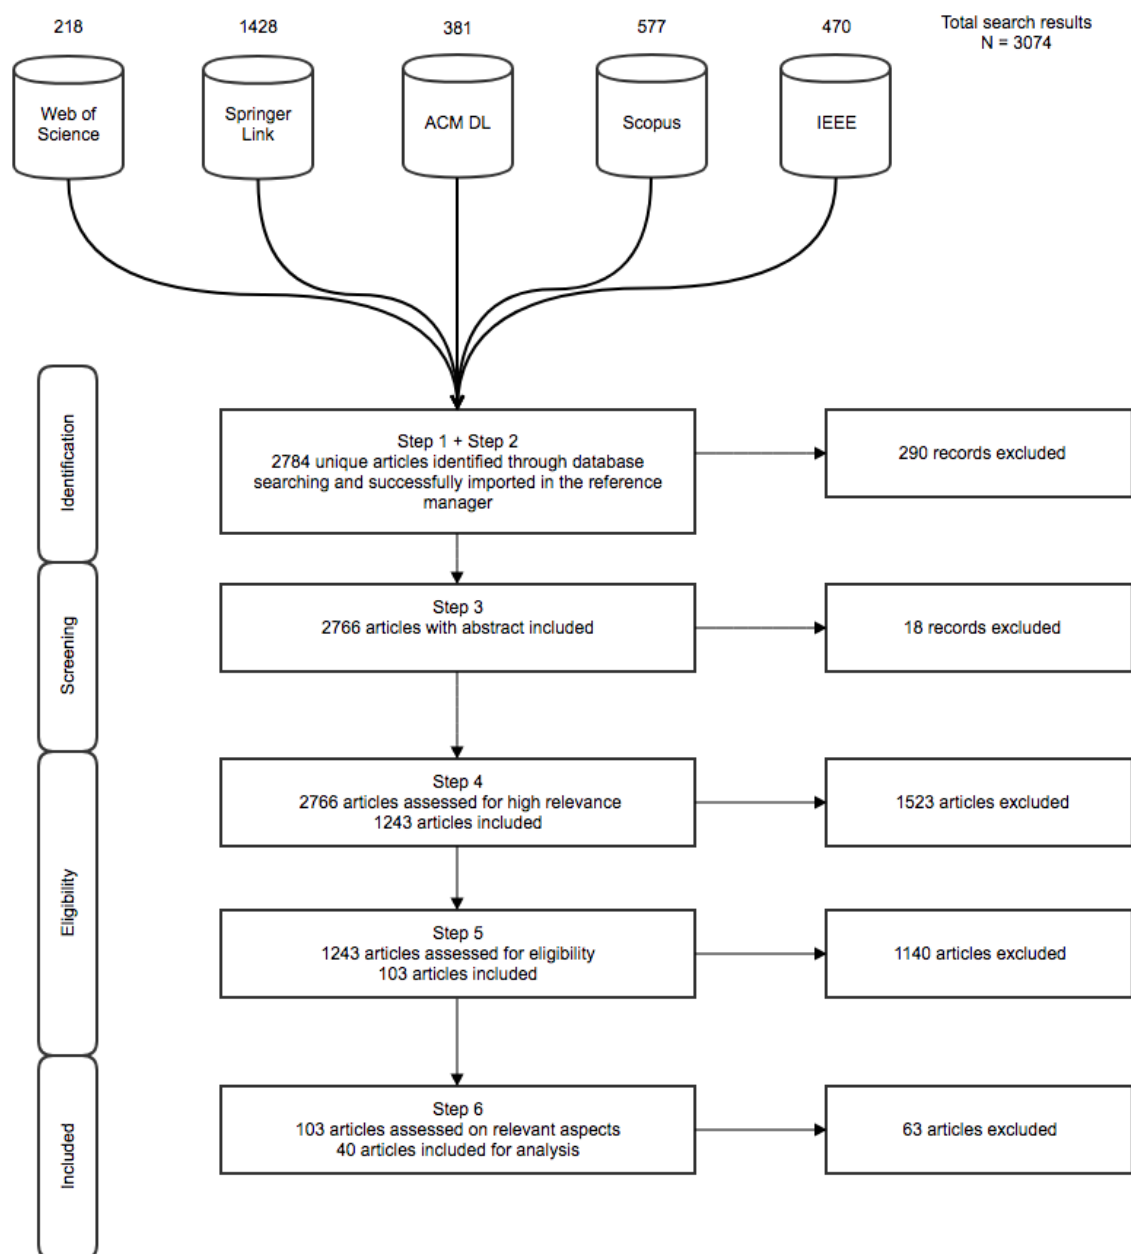 218
1428
381
577
470
Total search results
N = 3074
Web of
Science
Springer
Link
ACM DL
Scopus
IEEE
Identification
Step 1 + Step 2
2784 unique articles identified through database
searching and successfully imported in the reference
manager
290 records excluded
Screening
Step 3
2766 articles with abstract included
18 records excluded
Eligibility
Step 4
2766 articles assessed for high relevance
1243 articles included
1523 articles excluded
Step 5
1243 articles assessed for eligibility
103 articles included
1140 articles excluded
Included
Step 6
103 articles assessed on relevant aspects
40 articles included for analysis
63 articles excluded